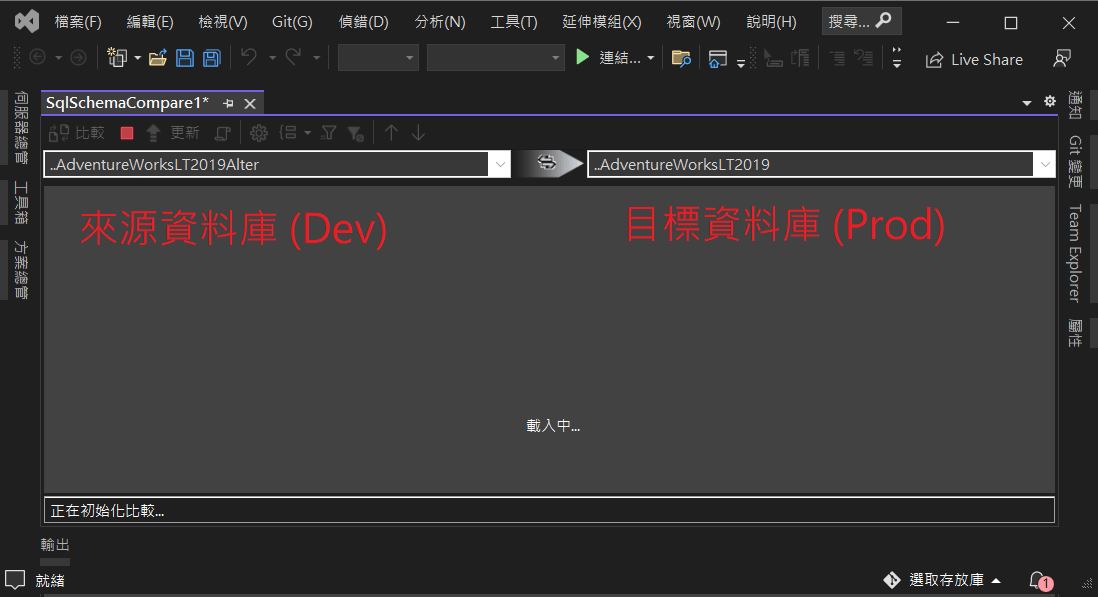 檔案(F) 編輯(E) 檢視(V) Git(G) 偵錯(D) 分析(N) 工具(T) 延伸模組(X) 視窗(W) 說明(H) 搜尋...
連結... Live Share
SqlSchemaCompare1*
比較 更新
..AdventureWorksLT2019Alter ..AdventureWorksLT2019
來源資料庫 (Dev) 目標資料庫 (Prod)
載入中...
正在初始化比較...
伺服器總管
工具箱
方案總管
通知
Git 變更
Team Explorer
屬性
輸出
就緒 選取存放庫 1